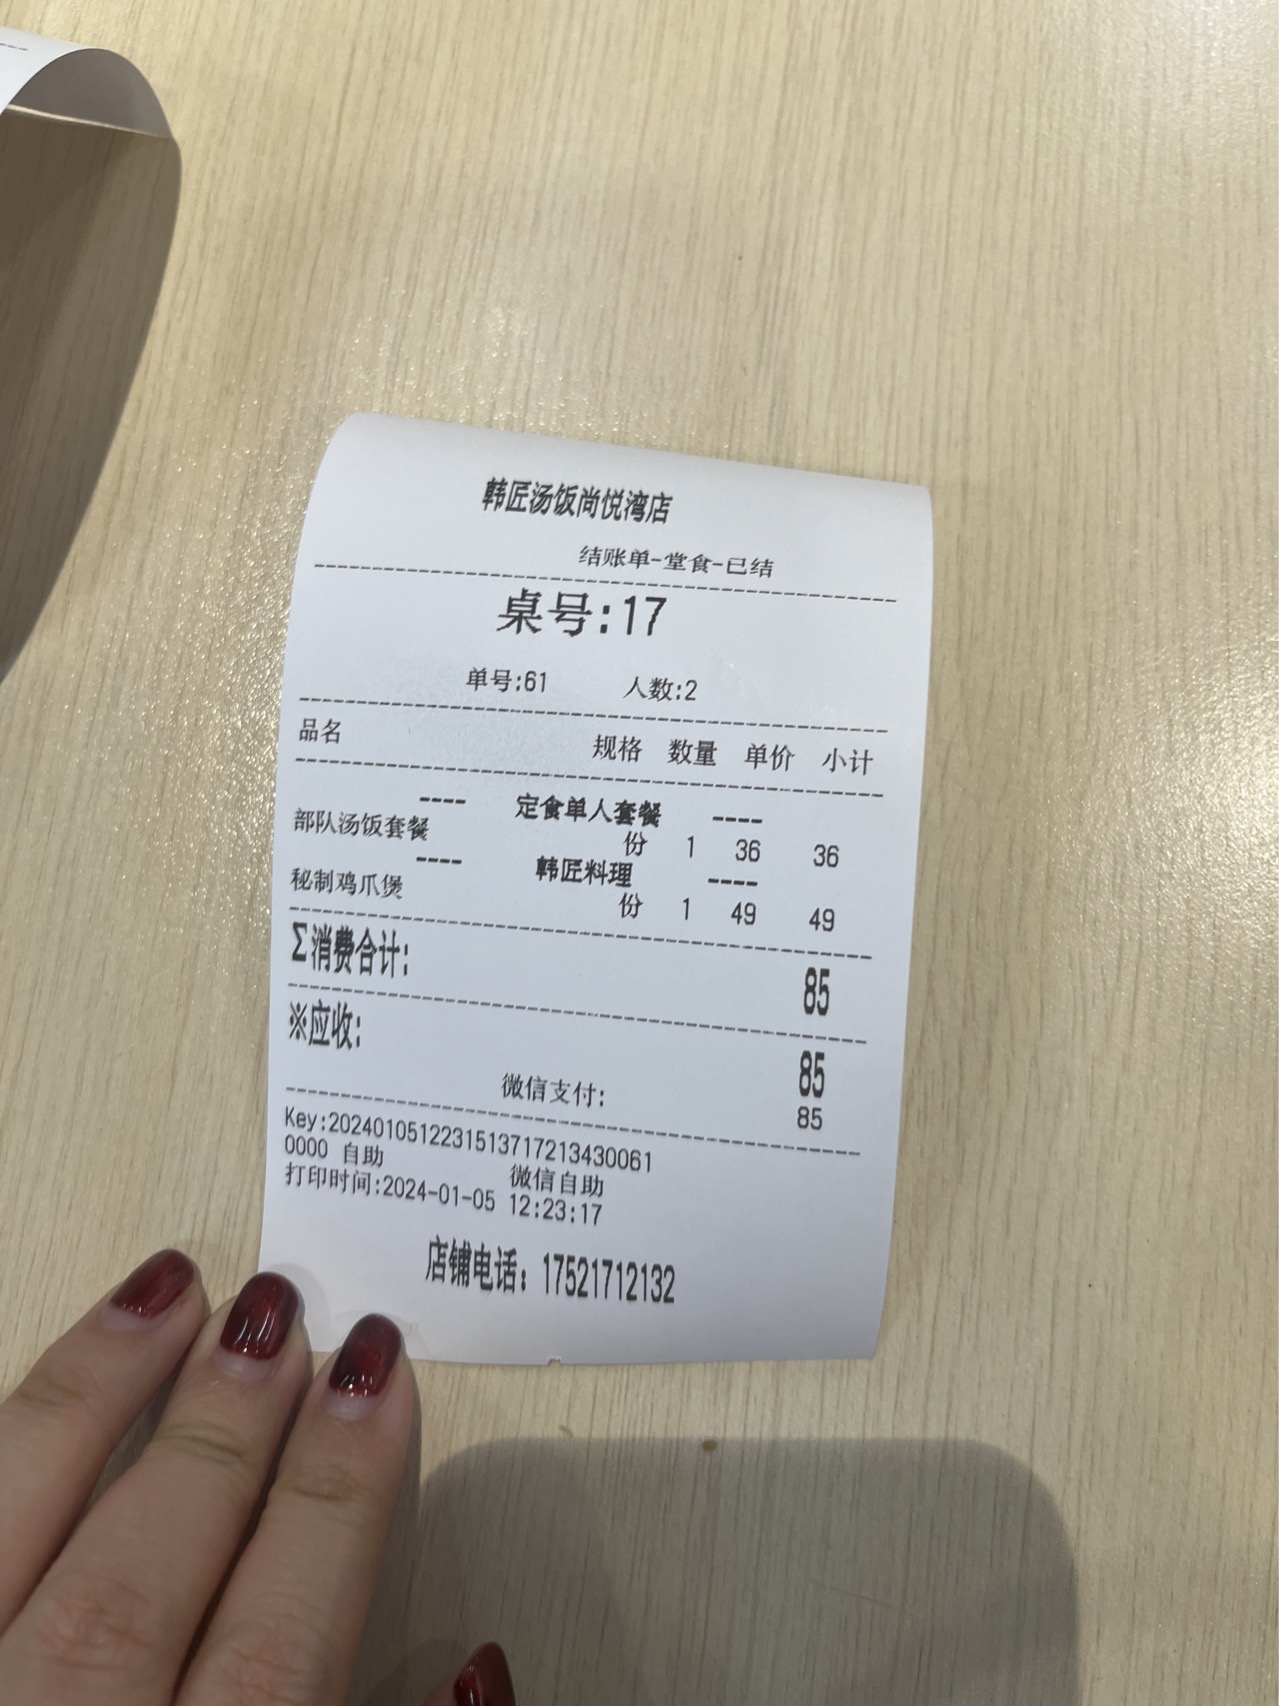 韩匠汤饭尚悦湾店
结账单-堂食-已结
桌号:17
单号:61 人数:2
品名 规格 数量 单价 小计
---- 定食单人套餐 ----
部队汤饭套餐 份 1 36 36
---- 韩匠料理 ----
秘制鸡爪煲 份 1 49 49
Σ消费合计: 85
※应收: 85
微信支付: 85
Key:2024010512231513717213430061
0000 自助 微信自助
打印时间:2024-01-05 12:23:17
店铺电话：17521712132